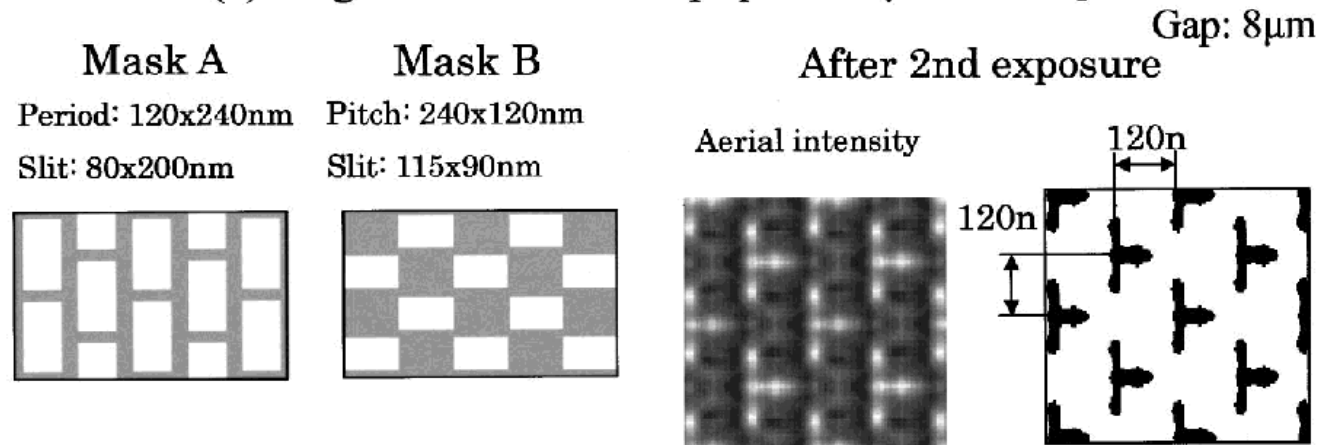 Gap: 8μm
Mask A
Mask B
After 2nd exposure
Period: 120x240nm
Pitch: 240x120nm
Slit: 80x200nm
Slit: 115x90nm
Aerial intensity
120n
120n